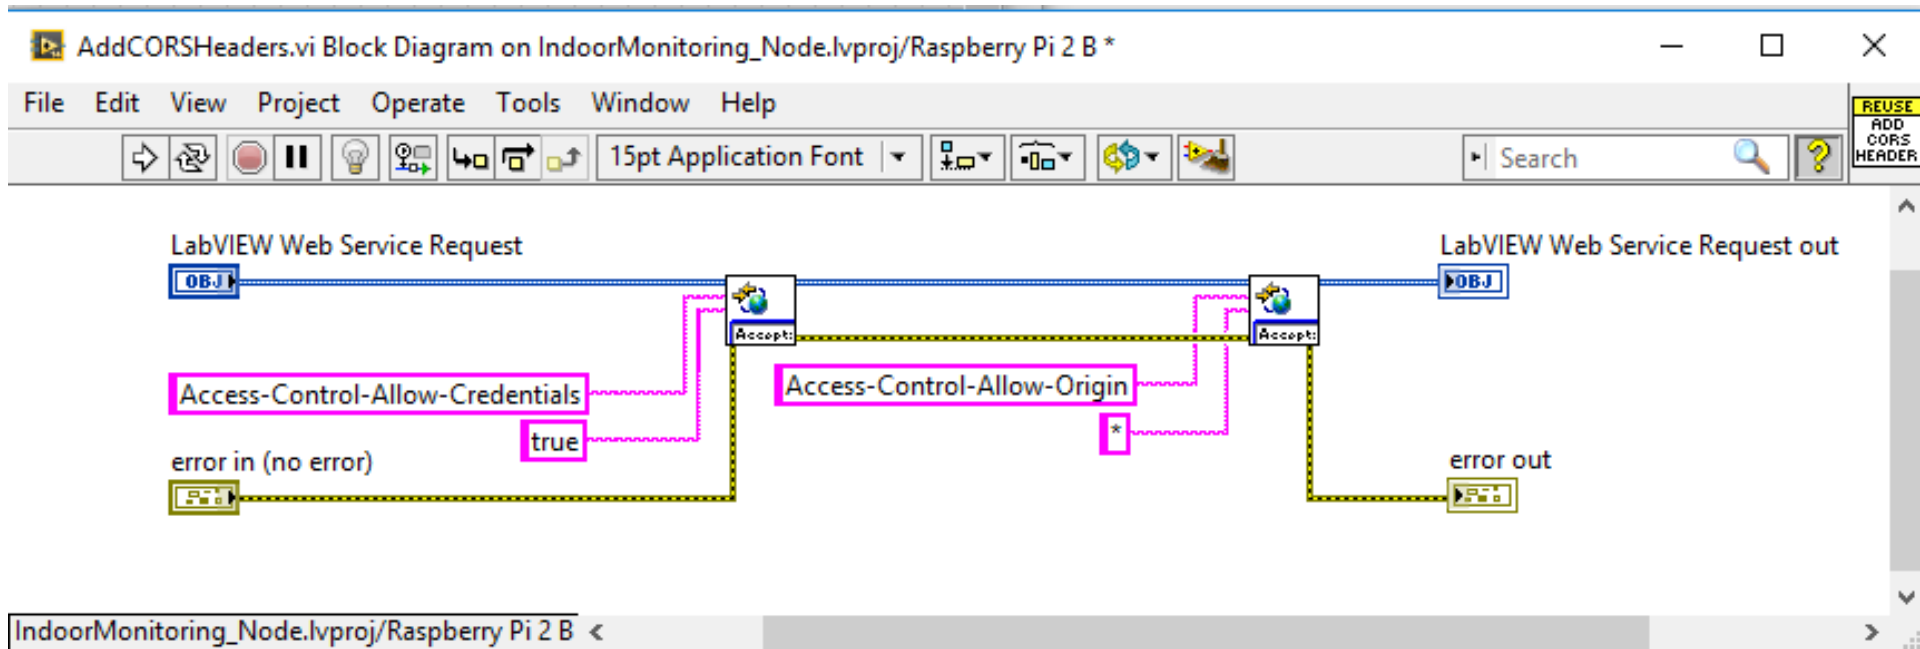 AddCORSHeaders.vi Block Diagram on IndoorMonitoring_Node.lvproj/Raspberry Pi 2 B *
File Edit View Project Operate Tools Window Help
REUSE
ADD
CORS
HEADER
15pt Application Font
Search
?
LabVIEW Web Service Request
LabVIEW Web Service Request out
OBJ
OBJ
Accept:
Accept:
Access-Control-Allow-Credentials
Access-Control-Allow-Origin
true
*
error in (no error)
error out
IndoorMonitoring_Node.lvproj/Raspberry Pi 2 B